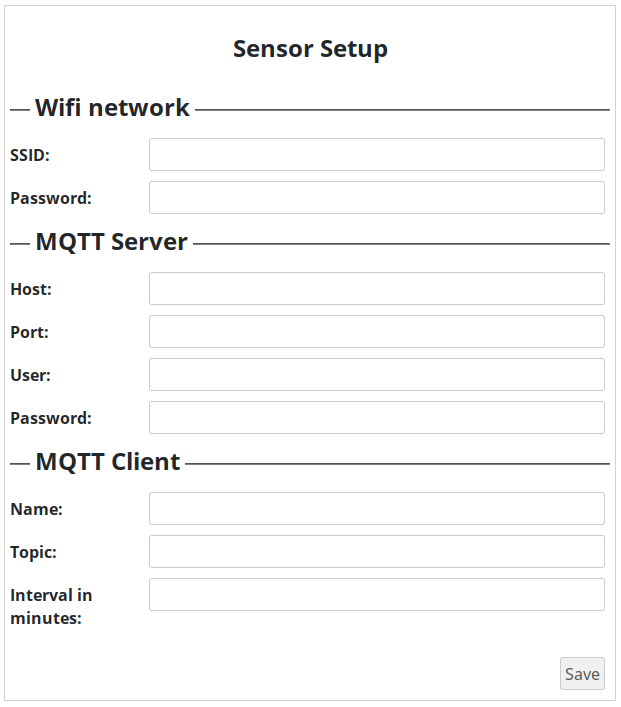 Sensor Setup
Wifi network
SSID:
Password:
MQTT Server
Host:
Port:
User:
Password:
MQTT Client
Name:
Topic:
Interval in
minutes:
Save